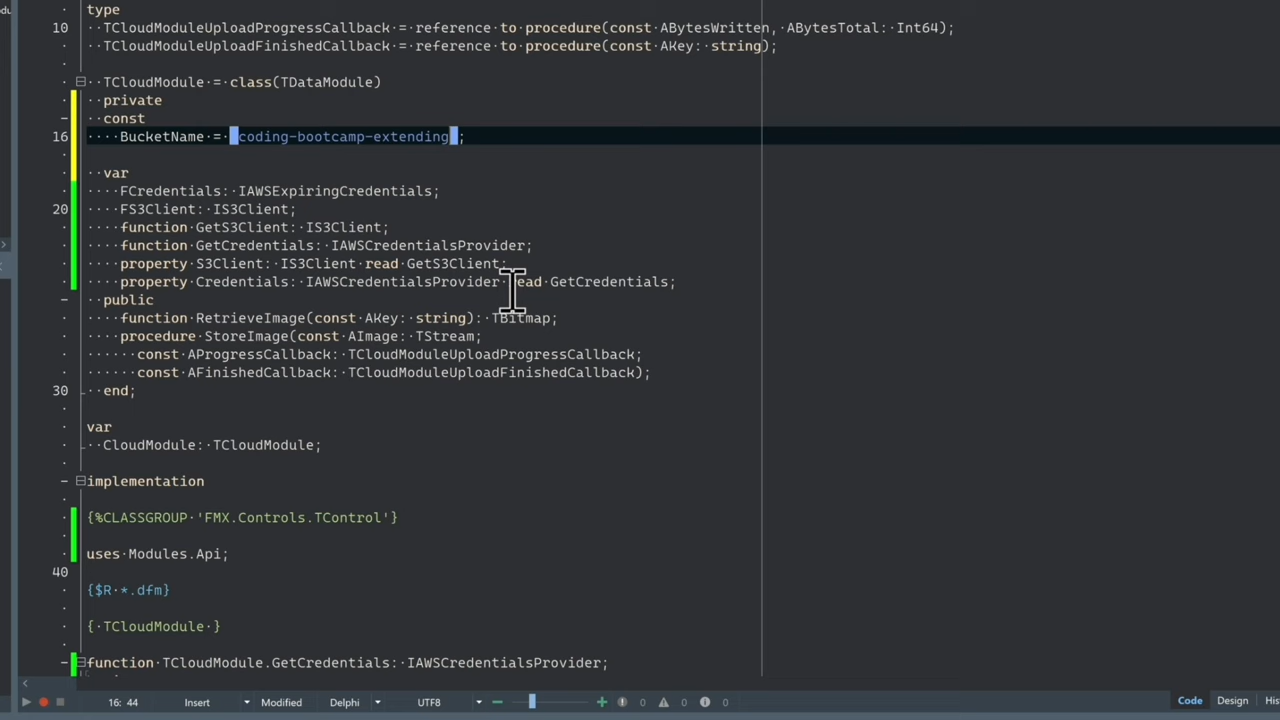 type
10 TCloudModuleUploadProgressCallback = reference to procedure(const ABytesWritten, ABytesTotal: Int64);
TCloudModuleUploadFinishedCallback = reference to procedure(const AKey: string);
TCloudModule = class(TDataModule)
private
const
16 BucketName = 'coding-bootcamp-extending';
var
FCredentials: IAWSExpiringCredentials;
20 FS3Client: IS3Client;
function GetS3Client: IS3Client;
function GetCredentials: IAWSCredentialsProvider;
property S3Client: IS3Client read GetS3Client;
property Credentials: IAWSCredentialsProvider read GetCredentials;
public
function RetrieveImage(const AKey: string): TBitmap;
procedure StoreImage(const AImage: TStream;
const AProgressCallback: TCloudModuleUploadProgressCallback;
const AFinishedCallback: TCloudModuleUploadFinishedCallback);
30 end;
var
CloudModule: TCloudModule;
implementation
{%CLASSGROUP 'FMX.Controls.TControl'}
uses Modules.Api;
40
{$R *.dfm}
{ TCloudModule }
function TCloudModule.GetCredentials: IAWSCredentialsProvider;
16: 44 Insert Modified Delphi UTF8 0 0 0 Code Design His